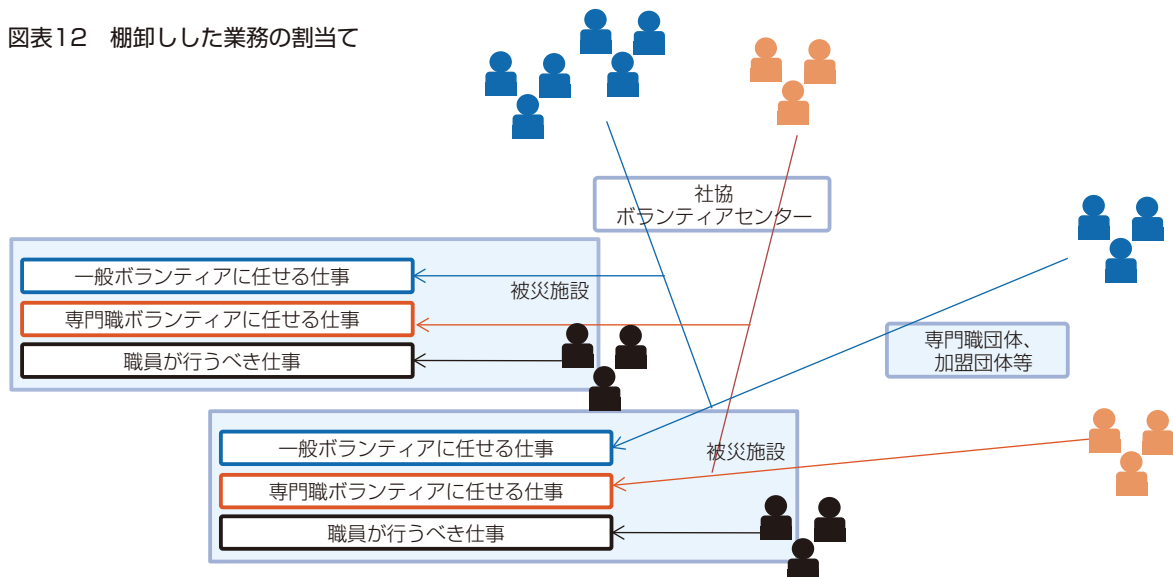 図表12　棚卸しした業務の割当て
社協
ボランティアセンター
一般ボランティアに任せる仕事
被災施設
専門職ボランティアに任せる仕事
職員が行うべき仕事
専門職団体、
加盟団体等
一般ボランティアに任せる仕事
被災施設
専門職ボランティアに任せる仕事
職員が行うべき仕事